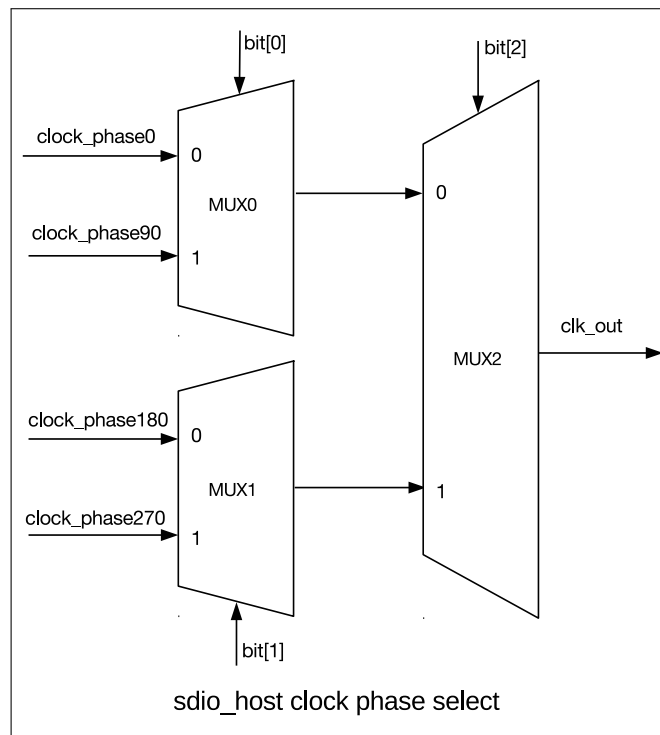 bit[0]
bit[2]
clock_phase0
0
MUX0
0
clock_phase90
1
clk_out
MUX2
clock_phase180
0
MUX1
1
clock_phase270
1
bit[1]
sdio_host clock phase select